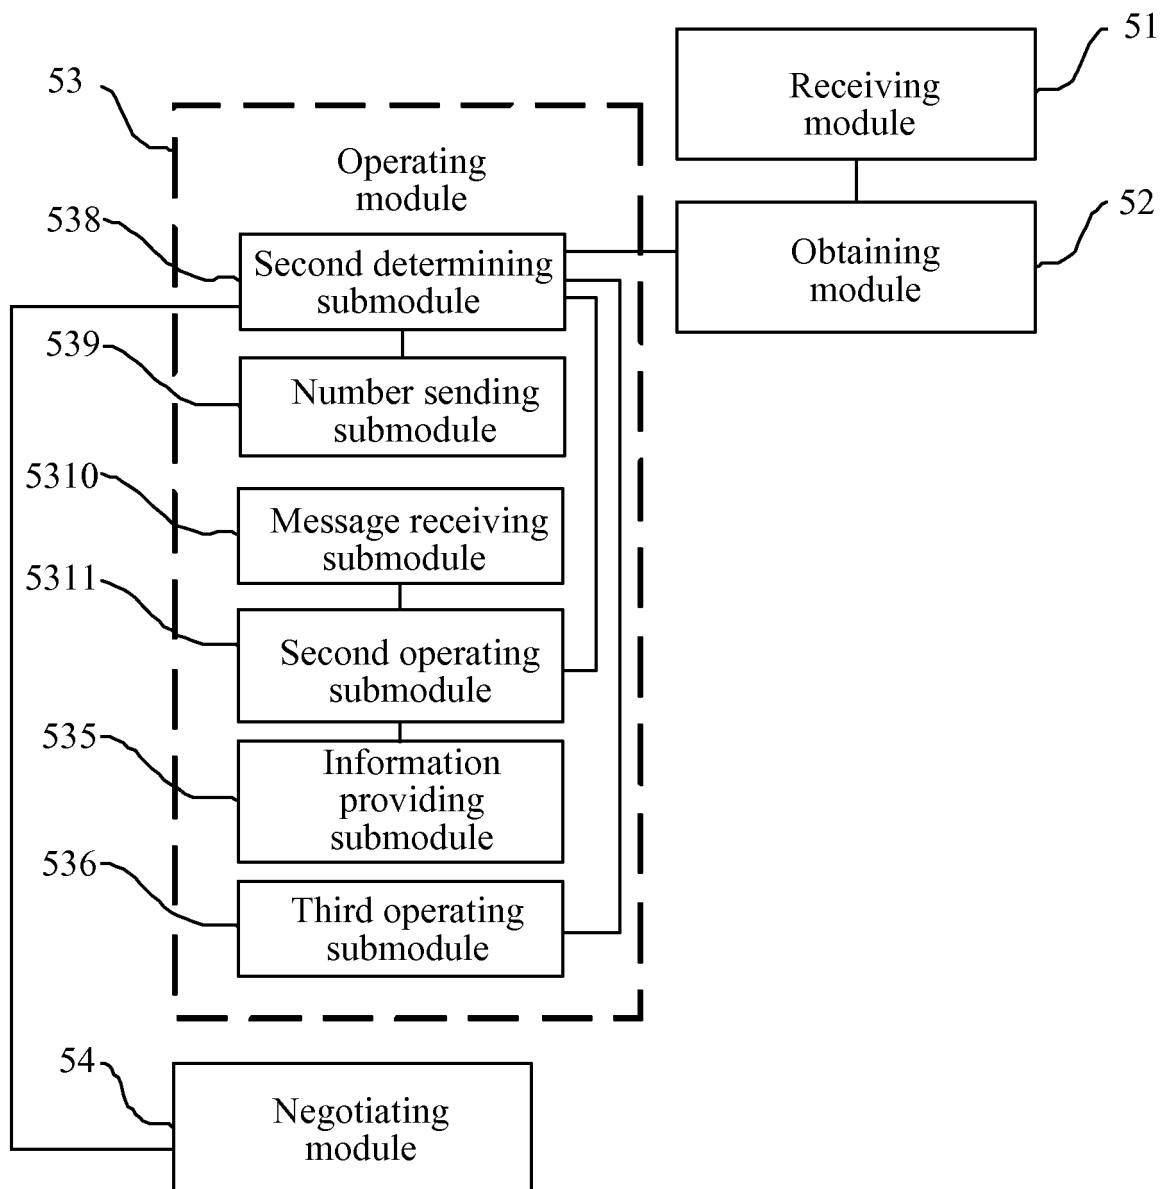 51
Receiving
module
53
Operating
module
52
Obtaining
module
538
Second determining
submodule
539
Number sending
submodule
5310
Message receiving
submodule
5311
Second operating
submodule
535
Information
providing
submodule
536
Third operating
submodule
54
Negotiating
module